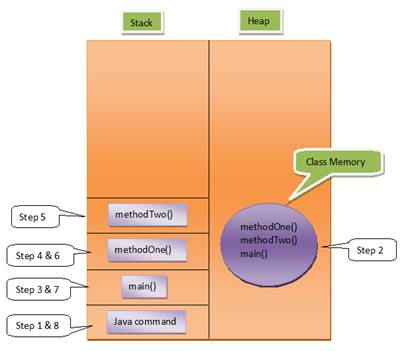 Stack
Heap
Class Memory
Step 5
methodTwo()
methodOne()
methodTwo()
main()
Step 2
Step 4 & 6
methodOne()
Step 3 & 7
main()
Step 1 & 8
Java command